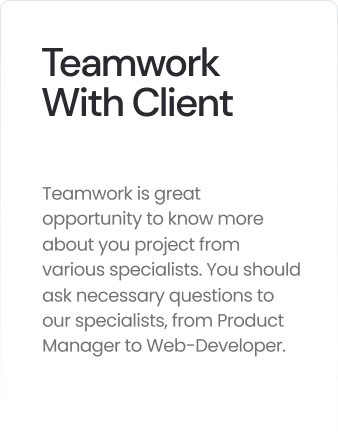 Teamwork
With Client
Teamwork is great
opportunity to know more
about you project from
various specialists. You should
ask necessary questions to
our specialists, from Product
Manager to Web-Developer.